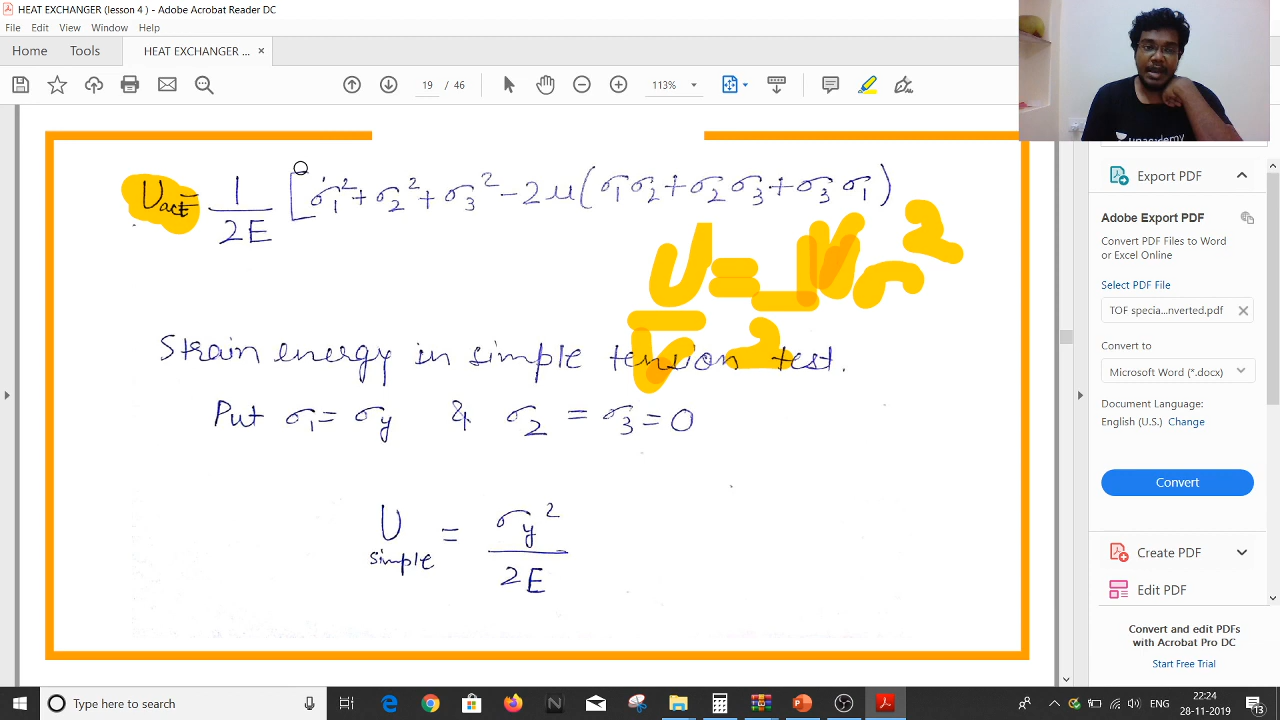 HEAT EXCHANGER (lesson 4 ) - Adobe Acrobat Reader DC
File Edit View Window Help
Home Tools HEAT EXCHANGER ... ×
19 / 46 113%
Uact = 1/2E [σ1² + σ2² + σ3² - 2μ(σ1σ2 + σ2σ3 + σ3σ1)
Strain energy in simple tension test.
Put σ1 = σy & σ2 = σ3 = 0
U simple = σy²/2E
Export PDF
Adobe Export PDF
Convert PDF Files to Word
or Excel Online
Select PDF File
TOF specia...nverted.pdf
Convert to
Microsoft Word (*.docx)
Document Language:
English (U.S.) Change
Convert
Create PDF
Edit PDF
Convert and edit PDFs
with Acrobat Pro DC
Start Free Trial
Type here to search
ENG
22:24
28-11-2019